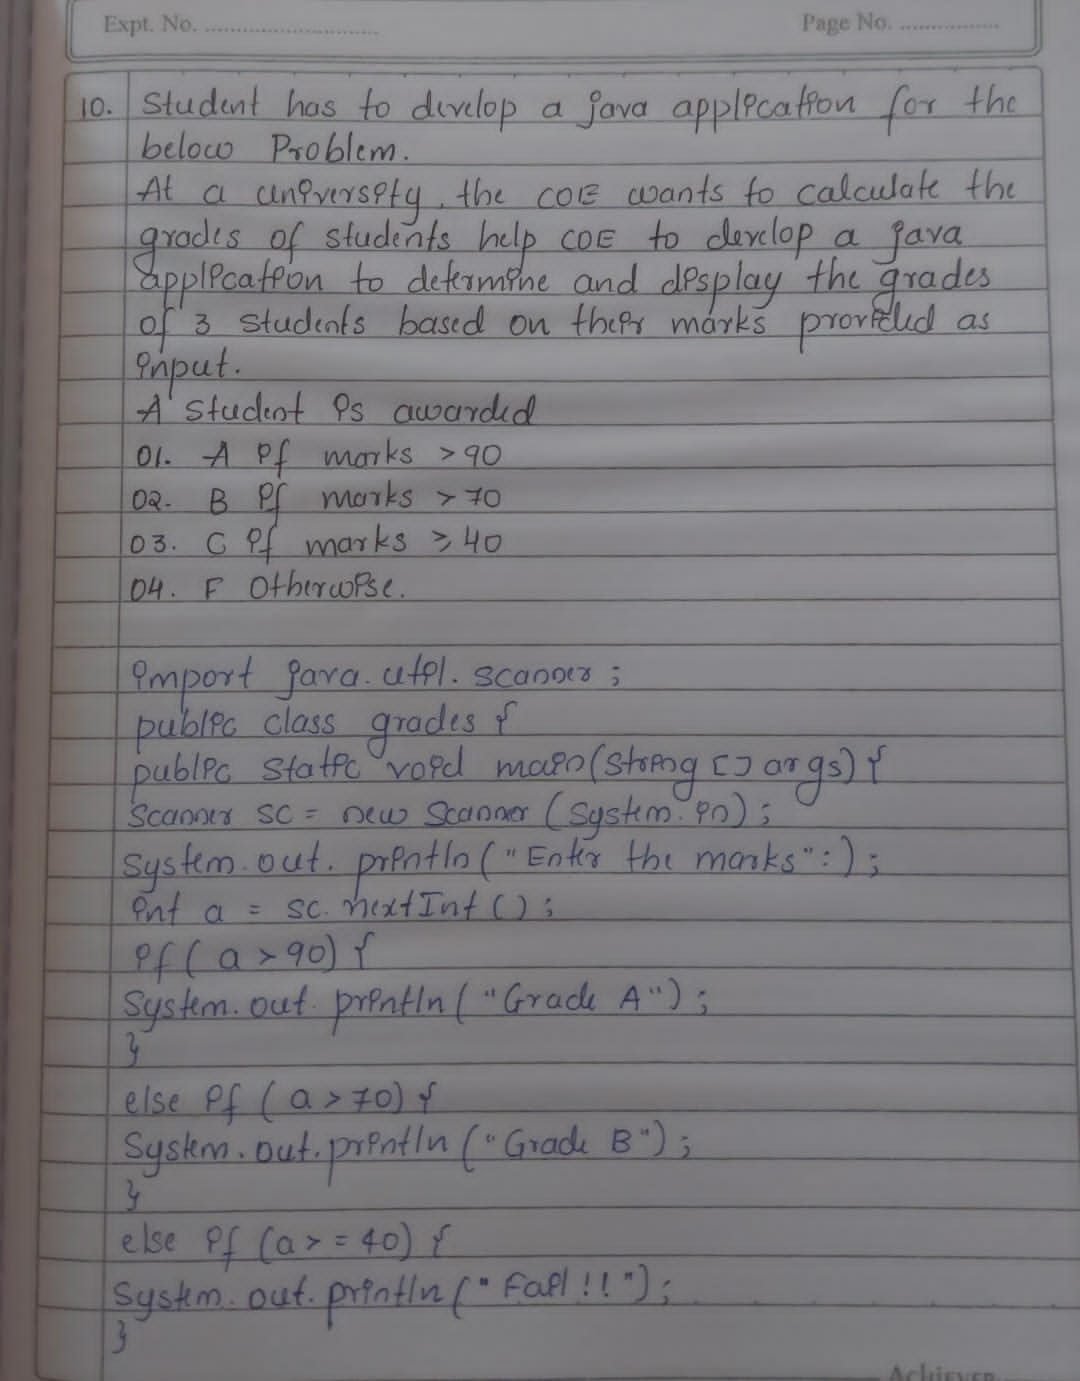 Expt. No. ............................
Page No. .................
10. Student has to develop a java application for the
below Problem.
At a university, the COE wants to calculate the
grades of students help COE to develop a java
application to determine and display the grades
of 3 students based on their marks provided as
input.
A student is awarded
01. A if marks >90
02. B if marks > 70
03. C if marks ≥ 40
04. F Otherwise.
import java.util.scanner;
public class grades {
public static void main(String [] args) {
Scanner sc = new Scanner (System.in);
System.out.println("Enter the marks":);
int a = sc.nextInt();
if(a>90) {
System.out.println("Grade A");
}
else if (a>70) {
System.out.println("Grade B");
}
else if (a>=40) {
System.out.println("Fail!!");
}
Achiever